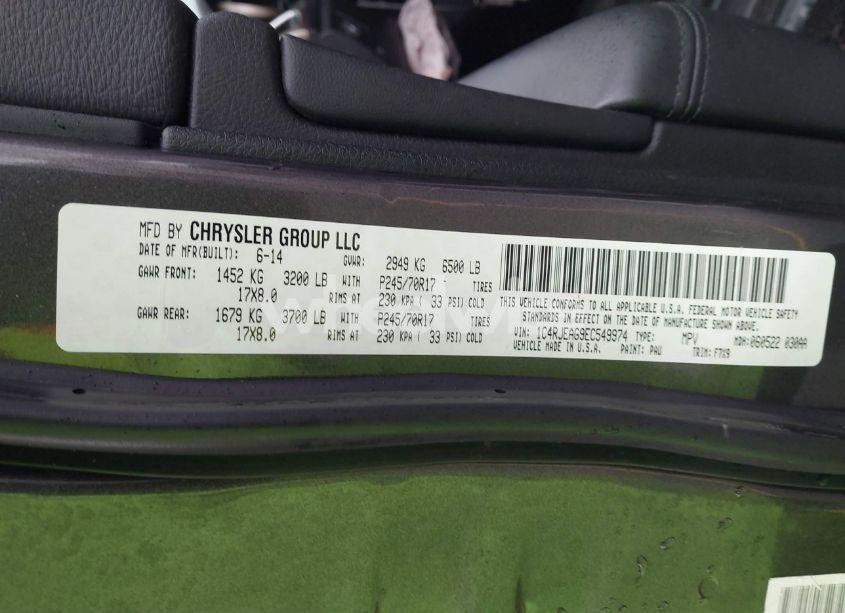 MFD BY CHRYSLER GROUP LLC
DATE OF MFR(BUILT): 6-14 GVWR: 2949 KG 6500 LB
GAWR FRONT: 1452 KG 3200 LB WITH P245/70R17 TIRES
17X8.0 RIMS AT 230 KPA ( 33 PSI) COLD
GAWR REAR: 1679 KG 3700 LB WITH P245/70R17 TIRES
17X8.0 RIMS AT 230 KPA ( 33 PSI) COLD
THIS VEHICLE CONFORMS TO ALL APPLICABLE U.S.A. FEDERAL MOTOR VEHICLE SAFETY
STANDARDS IN EFFECT ON THE DATE OF MANUFACTURE SHOWN ABOVE.
VIN: 1C4RJEAG9EC549974 TYPE: MPV MDH: 060522 030AA
VEHICLE MADE IN U.S.A. PAINT: PAU TRIM: F7X9